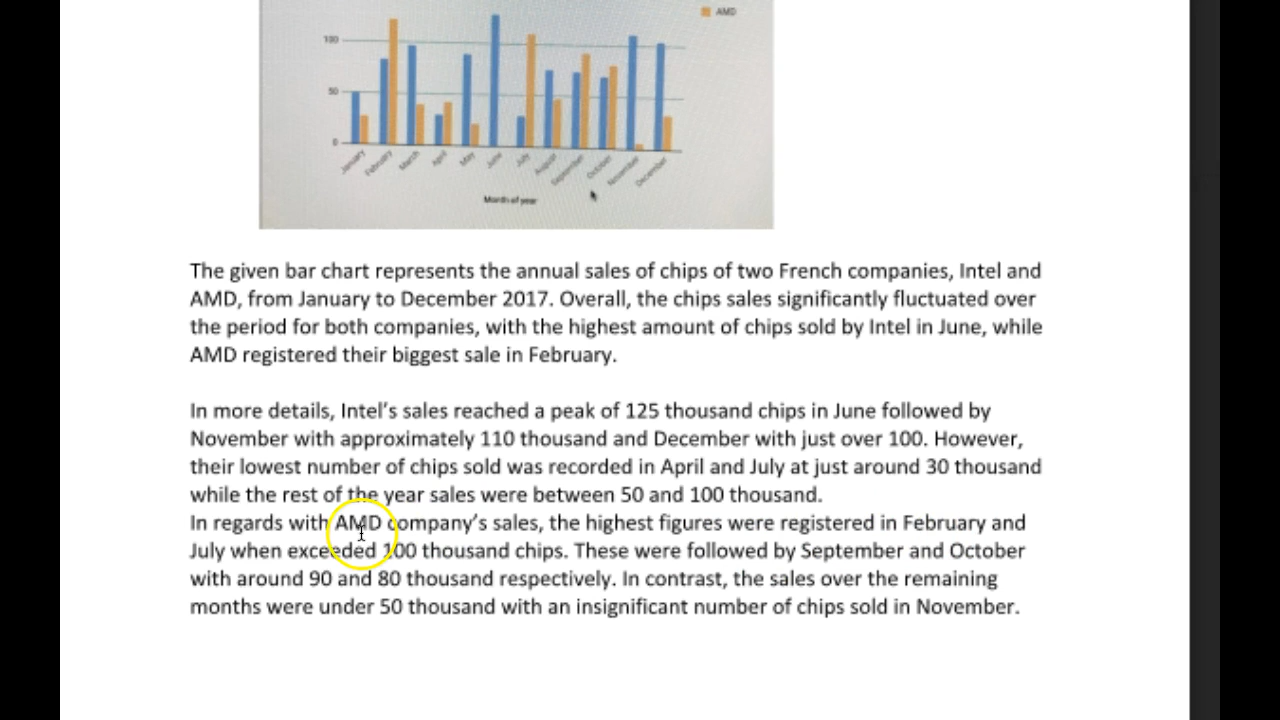 AMD
100
50
0
January February March April May June July August September October November December
Month of year
The given bar chart represents the annual sales of chips of two French companies, Intel and
AMD, from January to December 2017. Overall, the chips sales significantly fluctuated over
the period for both companies, with the highest amount of chips sold by Intel in June, while
AMD registered their biggest sale in February.
In more details, Intel's sales reached a peak of 125 thousand chips in June followed by
November with approximately 110 thousand and December with just over 100. However,
their lowest number of chips sold was recorded in April and July at just around 30 thousand
while the rest of the year sales were between 50 and 100 thousand.
In regards with AMD company's sales, the highest figures were registered in February and
July when exceeded 100 thousand chips. These were followed by September and October
with around 90 and 80 thousand respectively. In contrast, the sales over the remaining
months were under 50 thousand with an insignificant number of chips sold in November.